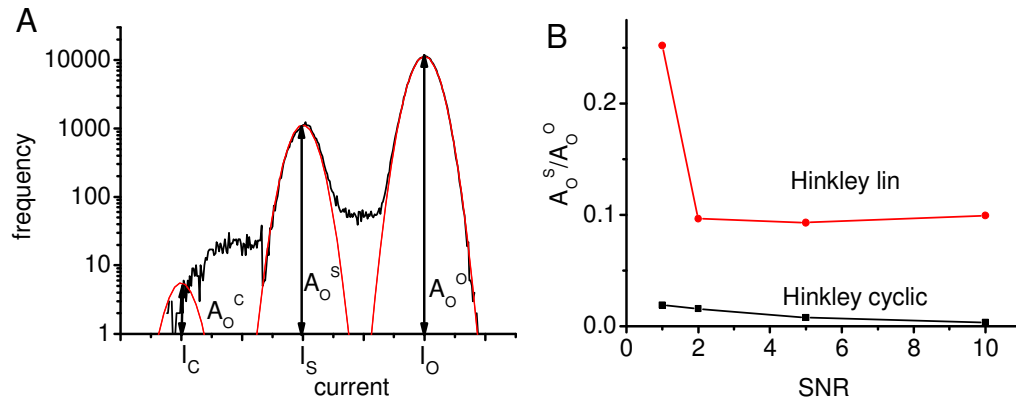 A
frequency
10000
1000
100
10
1
A_O^C
A_O^S
A_O^O
I_C
I_S
I_O
current
B
A_O^S/A_O^O
0.2
0.1
0.0
Hinkley lin
Hinkley cyclic
0 2 4 6 8 10
SNR